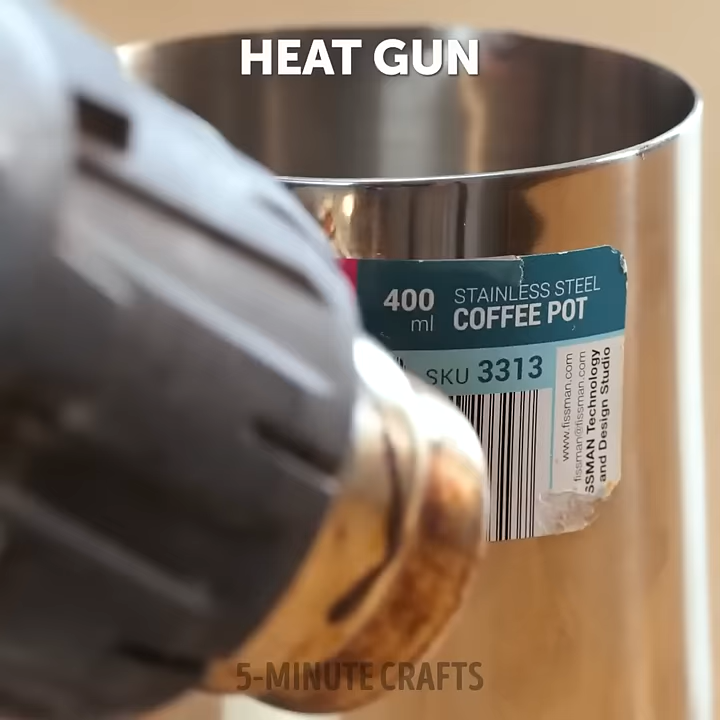 HEAT GUN
400 ml
STAINLESS STEEL
COFFEE POT
SKU 3313
www.fissman.com
fissman@fissman.com
SSMAN Technology
and Design Studio
5-MINUTE CRAFTS